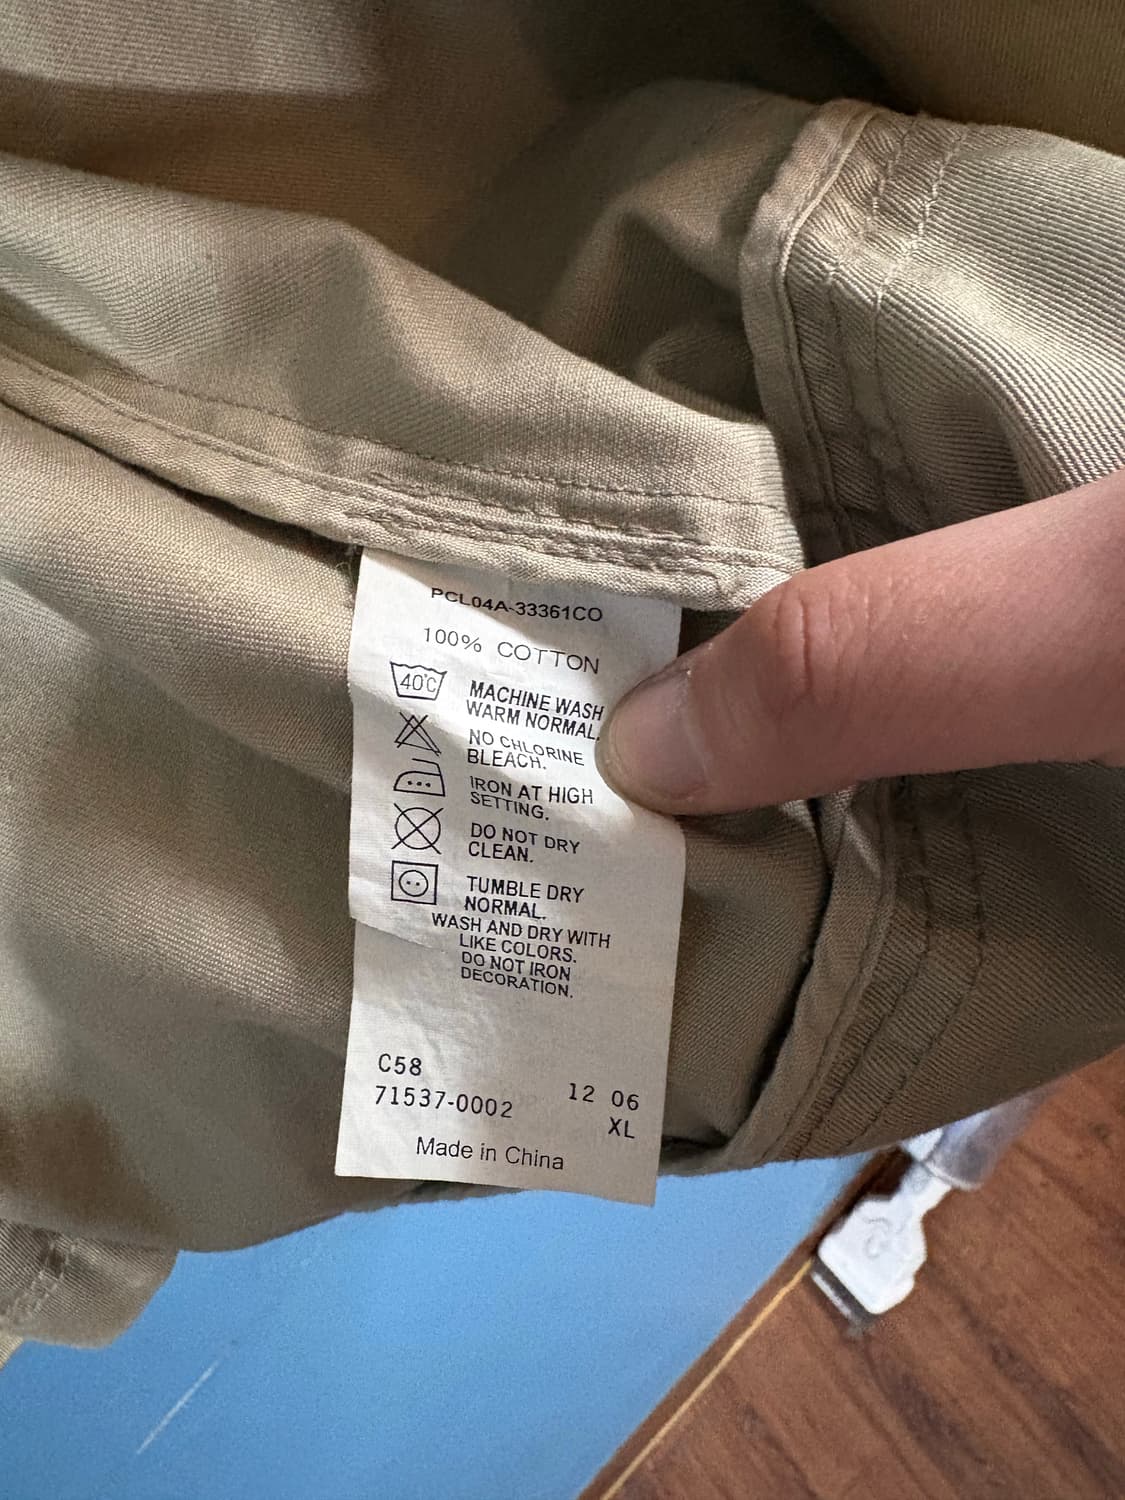 PCL04A-33361CO
100% COTTON
40°C MACHINE WASH
WARM NORMAL.
NO CHLORINE
BLEACH.
IRON AT HIGH
SETTING.
DO NOT DRY
CLEAN.
TUMBLE DRY
NORMAL.
WASH AND DRY WITH
LIKE COLORS.
DO NOT IRON
DECORATION.
C58
71537-0002 12 06
XL
Made in China